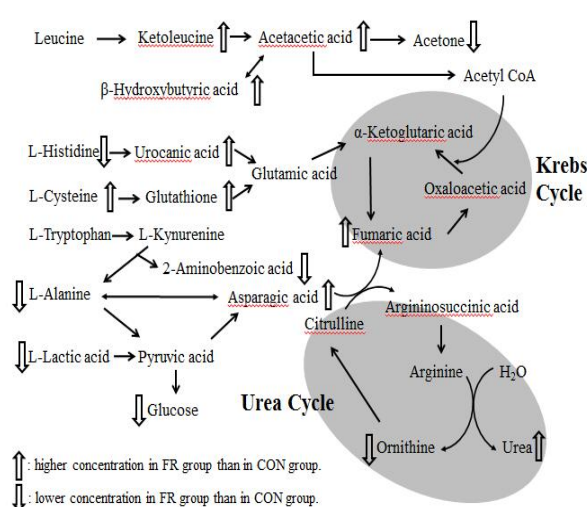 Leucine Ketoleucine Acetacetic acid Acetone
β-Hydroxybutyric acid Acetyl CoA
α-Ketoglutaric acid
L-Histidine Urocanic acid
Glutamic acid
Krebs
Cycle
Oxaloacetic acid
L-Cysteine Glutathione
L-Tryptophan L-Kynurenine
Fumaric acid
2-Aminobenzoic acid
L-Alanine Asparagic acid
Argininosuccinic acid
Citrulline
L-Lactic acid Pyruvic acid
Arginine H₂O
Urea Cycle
Glucose
Ornithine Urea
: higher concentration in FR group than in CON group.
: lower concentration in FR group than in CON group.